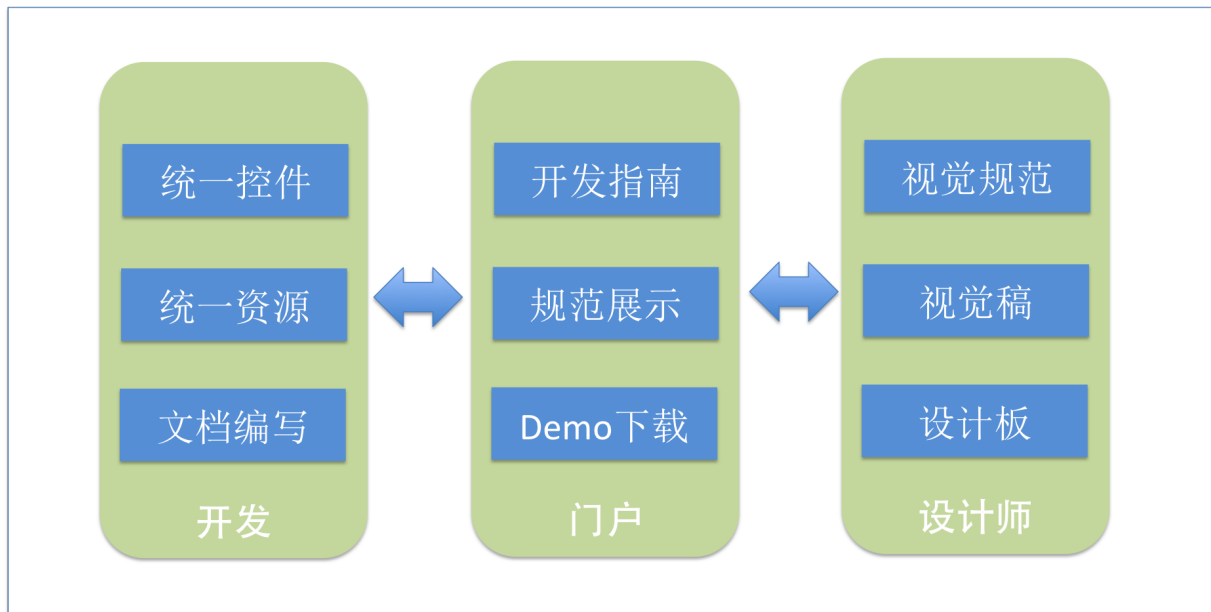 统一控件
统一资源
文档编写
开发
开发指南
规范展示
Demo下载
门户
视觉规范
视觉稿
设计板
设计师